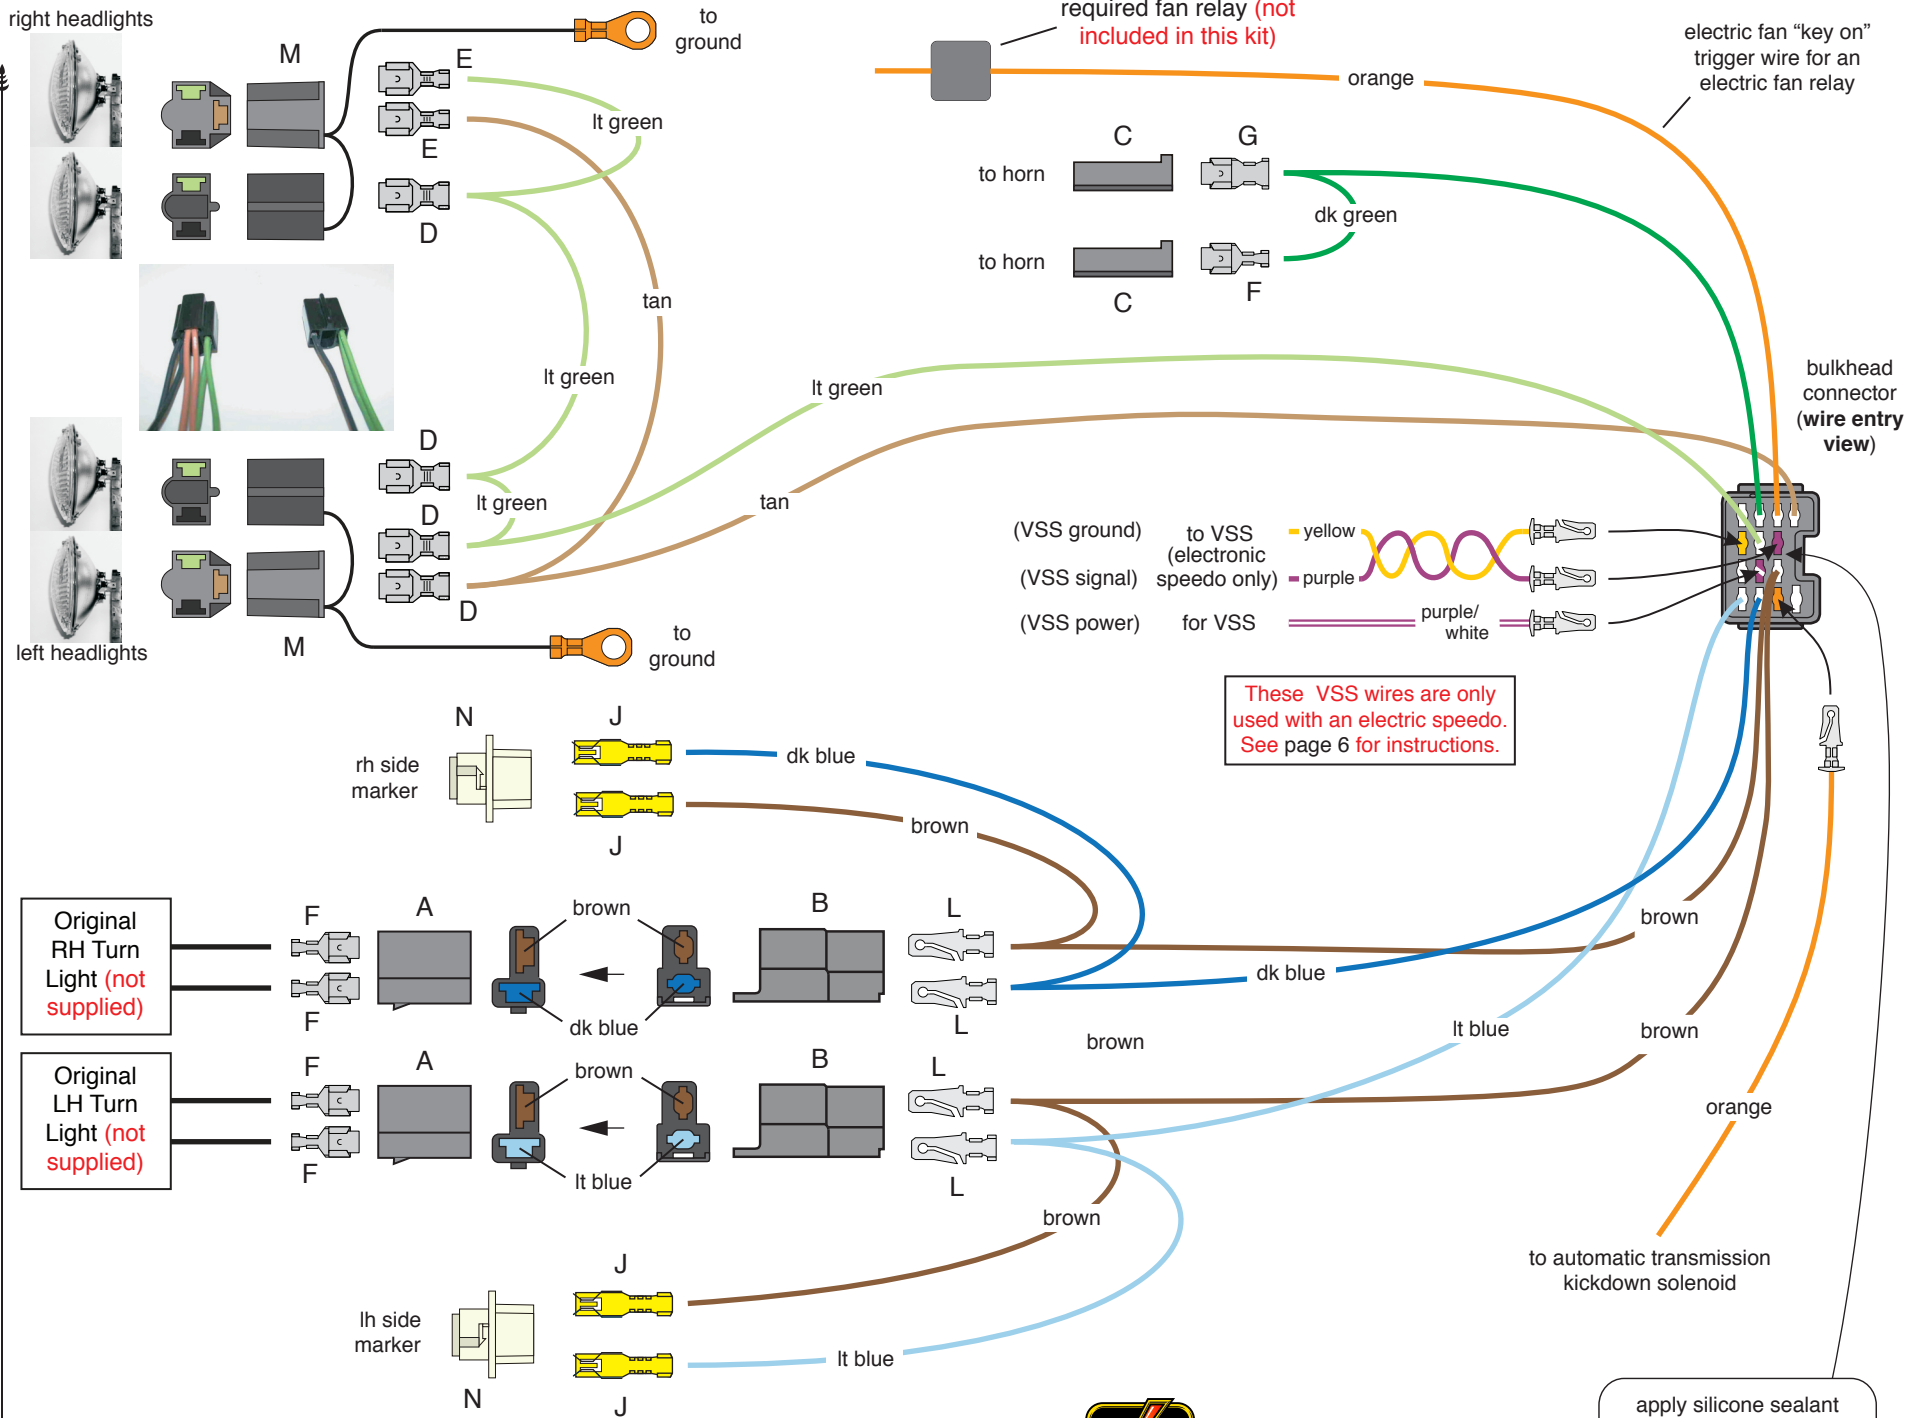 right headlights
M
to
ground
E
lt green
E
D
required fan relay (not
included in this kit)
orange
electric fan “key on”
trigger wire for an
electric fan relay
C
G
to horn
dk green
to horn
C
F
tan
lt green
lt green
bulkhead
connector
(wire entry
view)
D
lt green
D
tan
D
M
left headlights
to
ground
(VSS ground)
to VSS
(electronic
speedo only)
yellow
(VSS signal)
purple
(VSS power)
for VSS
purple/
white
These VSS wires are only
used with an electric speedo.
See page 6 for instructions.
N
J
rh side
marker
dk blue
brown
J
Original
RH Turn
Light (not
supplied)
F
A
brown
B
L
F
dk blue
L
brown
dk blue
brown
lt blue
brown
Original
LH Turn
Light (not
supplied)
F
A
brown
B
L
F
lt blue
L
orange
brown
to automatic transmission
kickdown solenoid
J
lh side
marker
lt blue
N
J
apply silicone sealant